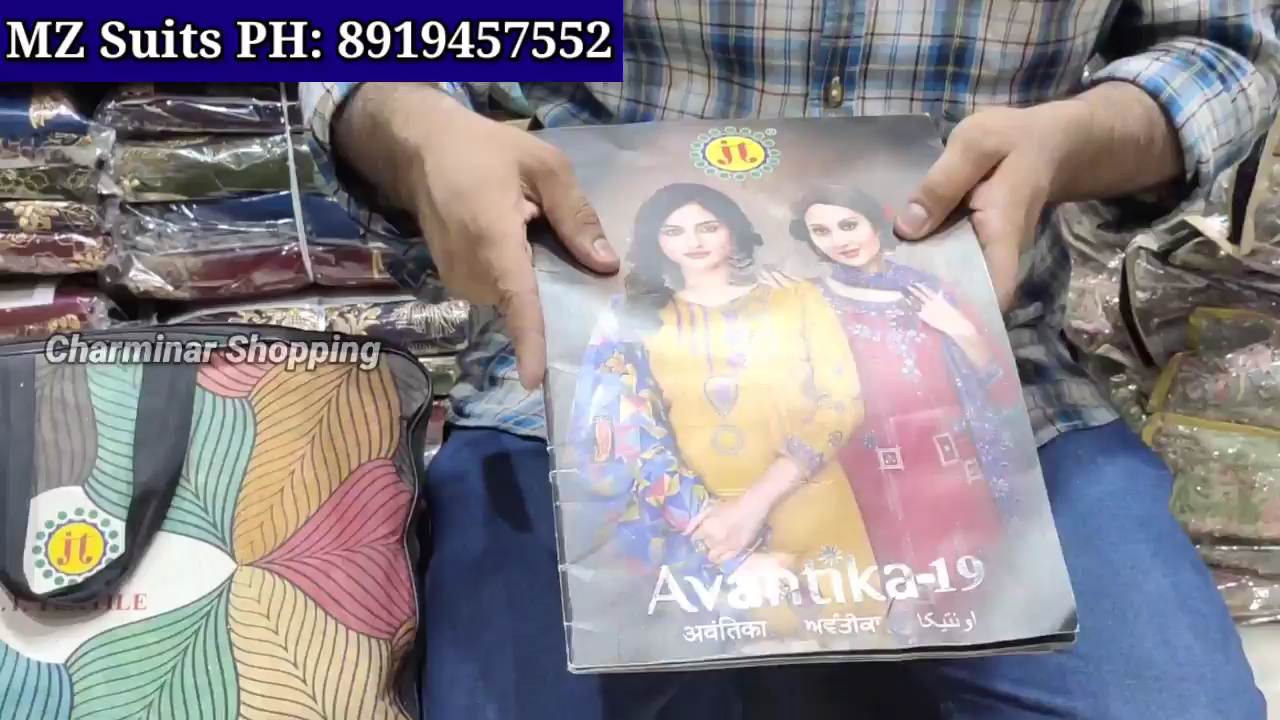 MZ Suits PH: 8919457552
jt
Charminar Shopping
jt
Avantika-19
अवंतिका ਅਵੰਤੀਕਾ اونتیکا